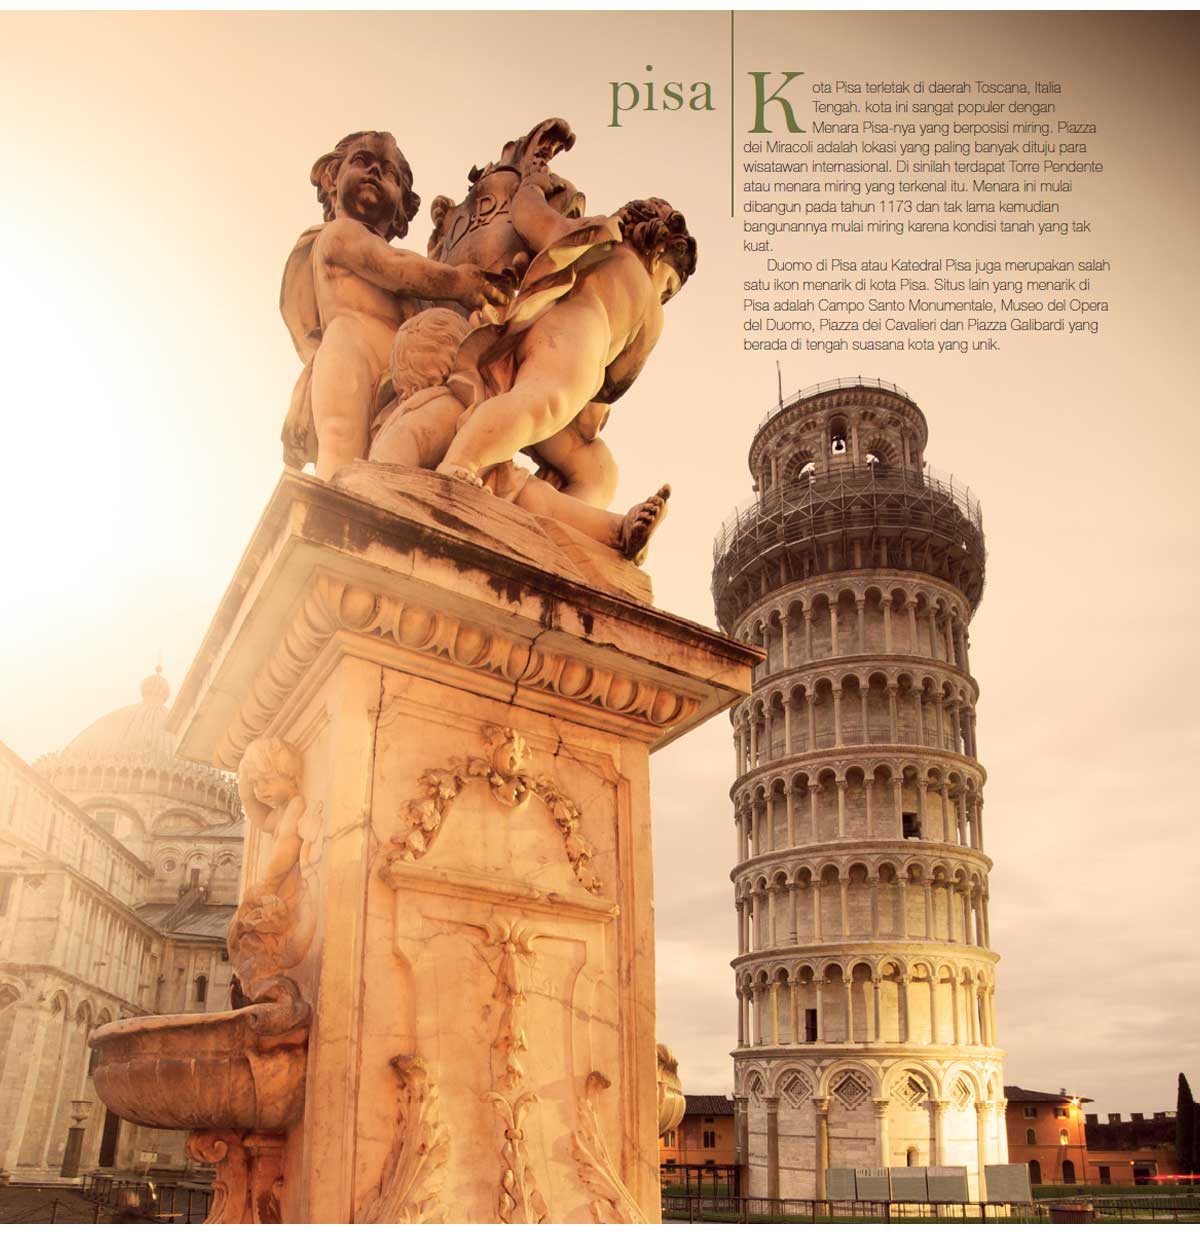 pisa
Kota Pisa terletak di daerah Toscana, Italia
Tengah. kota ini sangat populer dengan
Menara Pisa-nya yang berposisi miring. Piazza
dei Miracoli adalah lokasi yang paling banyak dituju para
wisatawan internasional. Di sinilah terdapat Torre Pendente
atau menara miring yang terkenal itu. Menara ini mulai
dibangun pada tahun 1173 dan tak lama kemudian
bangunannya mulai miring karena kondisi tanah yang tak
kuat.
Duomo di Pisa atau Katedral Pisa juga merupakan salah
satu ikon menarik di kota Pisa. Situs lain yang menarik di
Pisa adalah Campo Santo Monumentale, Museo del Opera
del Duomo, Piazza dei Cavalieri dan Piazza Galibardi yang
berada di tengah suasana kota yang unik.